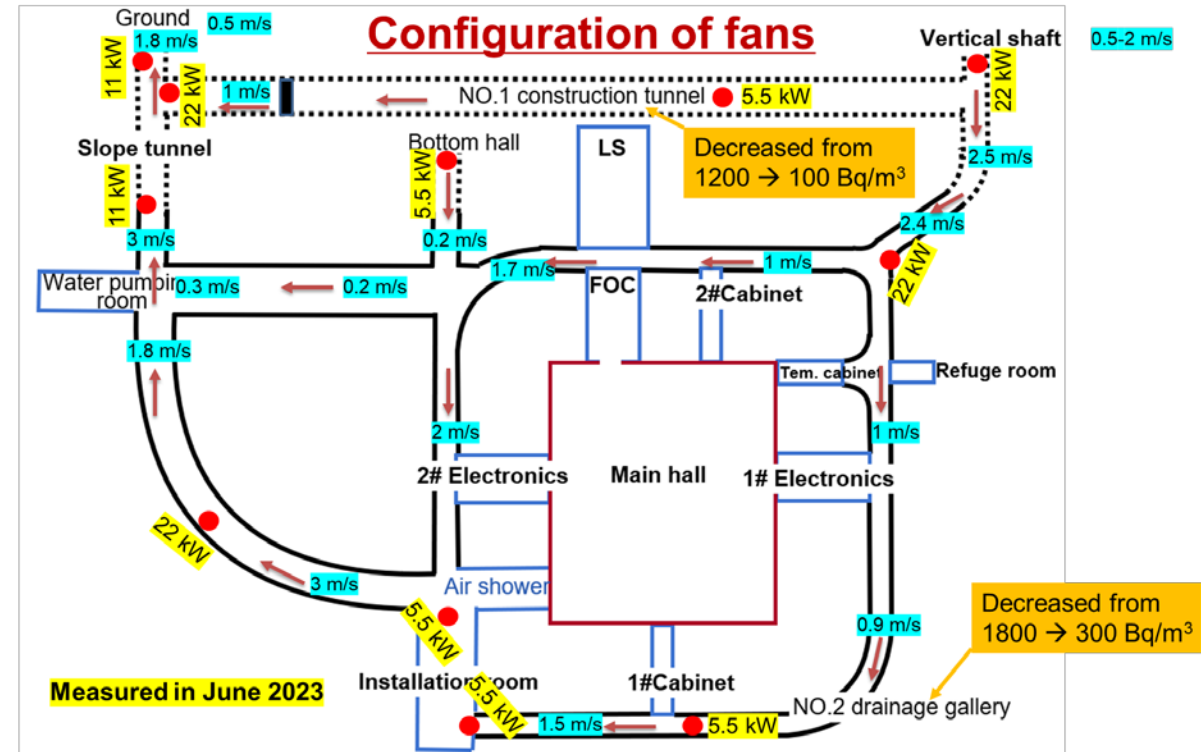 Configuration of fans
Ground
0.5 m/s
1.8 m/s
11 kW
22 kW
1 m/s
NO.1 construction tunnel
5.5 kW
Vertical shaft
22 kW
0.5-2 m/s
2.5 m/s
Decreased from
1200 → 100 Bq/m³
Slope tunnel
11 kW
Bottom hall
5.5 kW
LS
3 m/s
0.2 m/s
2.4 m/s
22 kW
Water pumping
room
0.3 m/s
0.2 m/s
1.7 m/s
1 m/s
FOC
2#Cabinet
1.8 m/s
Tem. cabinet
Refuge room
2 m/s
1 m/s
2# Electronics
Main hall
1# Electronics
22 kW
3 m/s
Air shower
5.5 kW
0.9 m/s
Decreased from
1800 → 300 Bq/m³
Measured in June 2023
Installation room
5.5 kW
1#Cabinet
1.5 m/s
5.5 kW
NO.2 drainage gallery